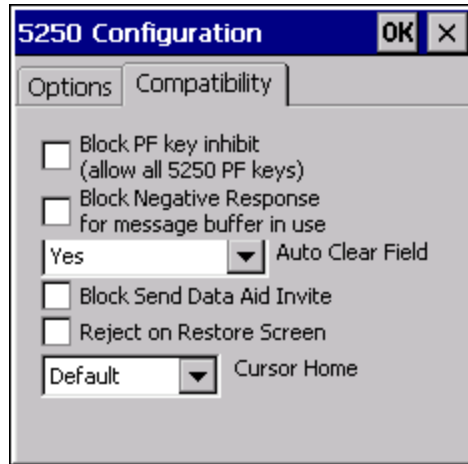 5250 Configuration OK ×
Options Compatibility
Block PF key inhibit
(allow all 5250 PF keys)
Block Negative Response
for message buffer in use
Yes Auto Clear Field
Block Send Data Aid Invite
Reject on Restore Screen
Default Cursor Home